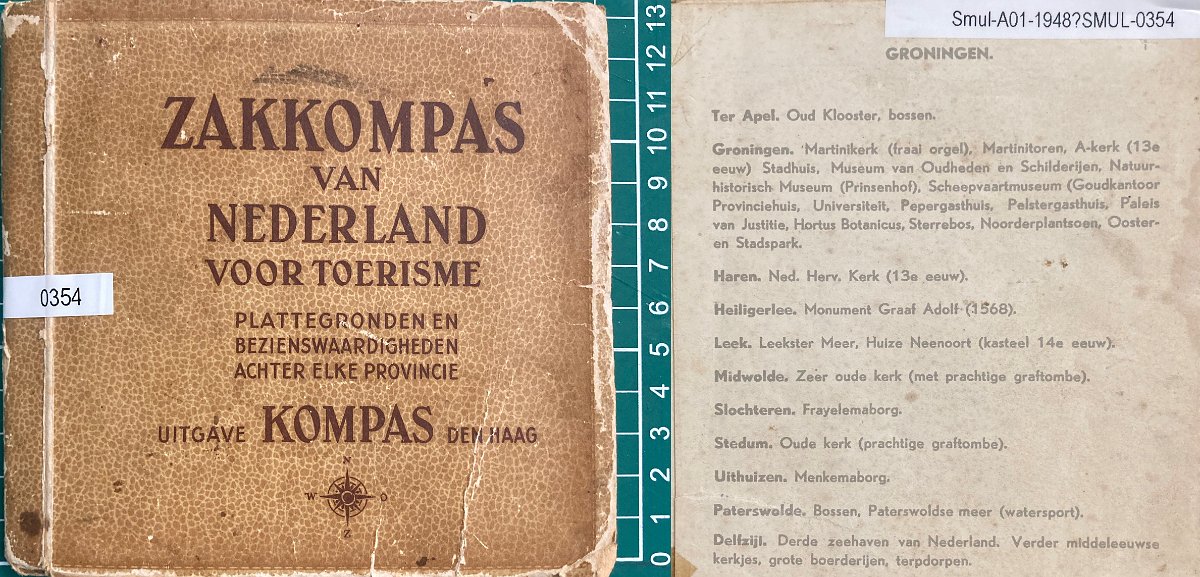 ZAKKOMPAS
VAN
NEDERLAND
VOOR TOERISME
PLATTEGRONDEN EN
BEZIENSWAARDIGHEDEN
ACHTER ELKE PROVINCIE
UITGAVE KOMPAS DEN HAAG
N
W O
Z
0354
13
12
11
10
9
8
7
6
5
4
3
2
1
0
Smul-A01-1948?SMUL-0354
GRONINGEN.
Ter Apel. Oud Klooster, bossen.
Groningen. Martinikerk (fraai orgel), Martinitoren, A-kerk (13e
eeuw) Stadhuis, Museum van Oudheden en Schilderijen, Natuur-
historisch Museum (Prinsenhof), Scheepvaartmuseum (Goudkantoor
Provinciehuis, Universiteit, Pepergasthuis, Pelstergasthuis, Paleis
van Justitie, Hortus Botanicus, Sterrebos, Noorderplantsoen, Ooster-
en Stadspark.
Haren. Ned. Herv. Kerk (13e eeuw).
Heiligerlee. Monument Graaf Adolf (1568).
Leek. Leekster Meer, Huize Neenoort (kasteel 14e eeuw).
Midwolde. Zeer oude kerk (met prachtige graftombe).
Slochteren. Frayelemaborg.
Stedum. Oude kerk (prachtige graftombe).
Uithuizen. Menkemaborg.
Paterswolde. Bossen, Paterswoldse meer (watersport).
Delfzijl. Derde zeehaven van Nederland. Verder middeleeuwse
kerkjes, grote boerderijen, terpdorpen.